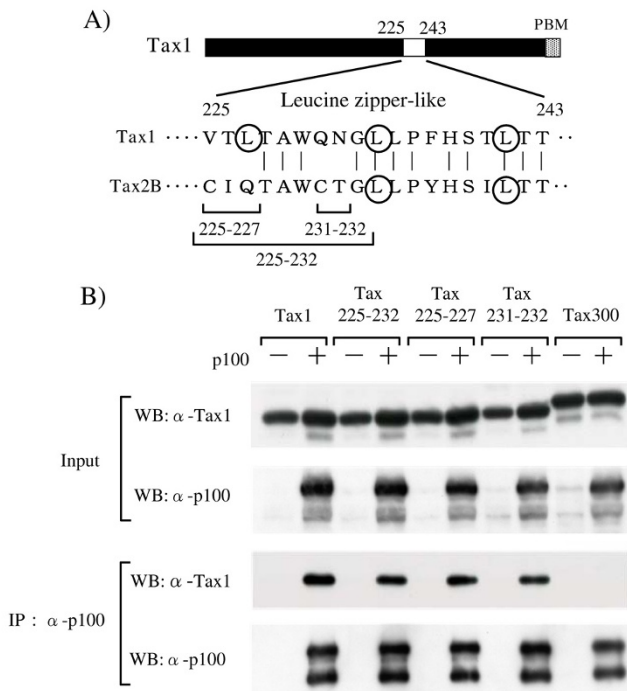 A)
225 243 PBM
Tax1
Leucine zipper-like
225 243
Tax1 ···· V T L T A W Q N G L L P F H S T L T T ··
Tax2B ···· C I Q T A W C T G L L P Y H S I L T T ··
225-227 231-232
225-232
B)
Tax1 Tax 225-232 Tax 225-227 Tax 231-232 Tax300
p100 − + − + − + − + − +
Input
WB: α-Tax1
WB: α-p100
IP : α-p100
WB: α-Tax1
WB: α-p100